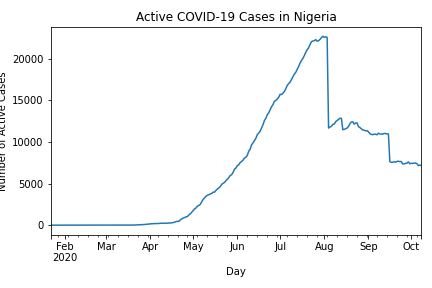 Active COVID-19 Cases in Nigeria
Number of Active Cases
20000
15000
10000
5000
0
Feb Mar Apr May Jun Jul Aug Sep Oct
2020
Day